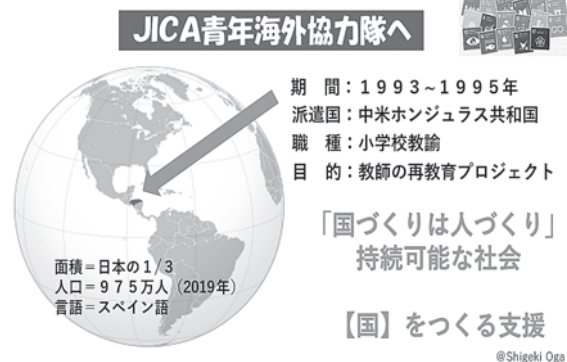 JICA青年海外協力隊へ
期　間：１９９３～１９９５年
派遣国：中米ホンジュラス共和国
職　種：小学校教諭
目　的：教師の再教育プロジェクト
「国づくりは人づくり」
持続可能な社会
面積＝日本の１/３
人口＝９７５万人（2019年）
言語＝スペイン語
【国】をつくる支援
@Shigeki Oga